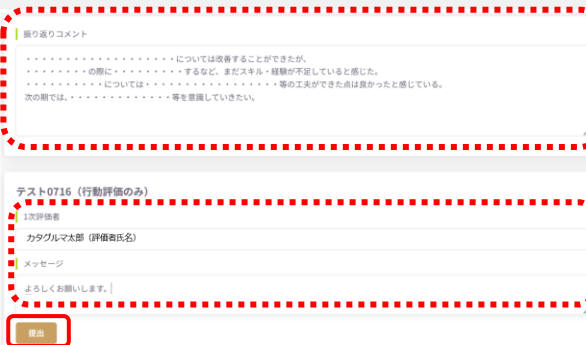 振り返りコメント
・・・・・・・・・・・・・・・・・・・については改善することができたが、
・・・・・・・・の際に・・・・・・・・・するなど、まだスキル・経験が不足していると感じた。
・・・・・・・・・・については・・・・・・・・・・・・・・・・・等の工夫ができた点は良かったと感じている。
次の期では、・・・・・・・・・・・・・等を意識していきたい。
テスト0716（行動評価のみ）
1次評価者
カタグルマ太郎（評価者氏名）
メッセージ
よろしくお願いします。
提出